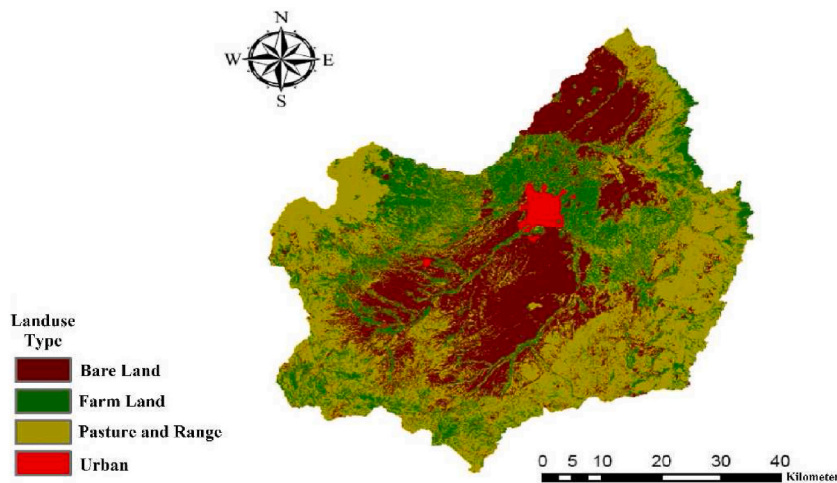 N
W E
S
Landuse
Type
Bare Land
Farm Land
Pasture and Range
Urban
0 5 10 20 30 40
Kilometer